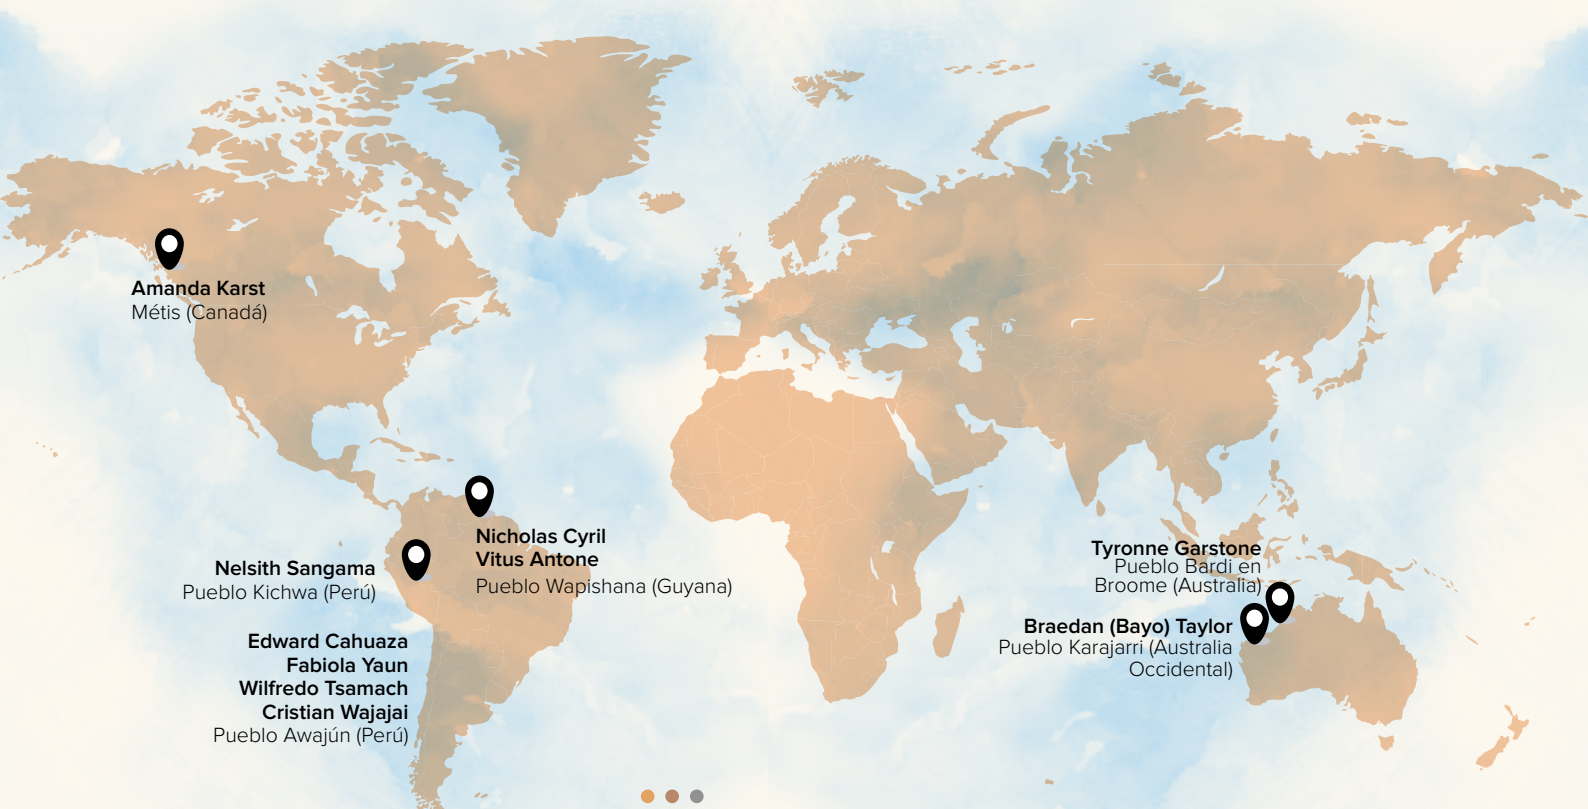 Amanda Karst
Métis (Canadá)
Nicholas Cyril
Vitus Antone
Pueblo Wapishana (Guyana)
Nelsith Sangama
Pueblo Kichwa (Perú)
Edward Cahuaza
Fabiola Yaun
Wilfredo Tsamach
Cristian Wajajai
Pueblo Awajún (Perú)
Tyronne Garstone
Pueblo Bardi en
Broome (Australia)
Braedan (Bayo) Taylor
Pueblo Karajarri (Australia
Occidental)